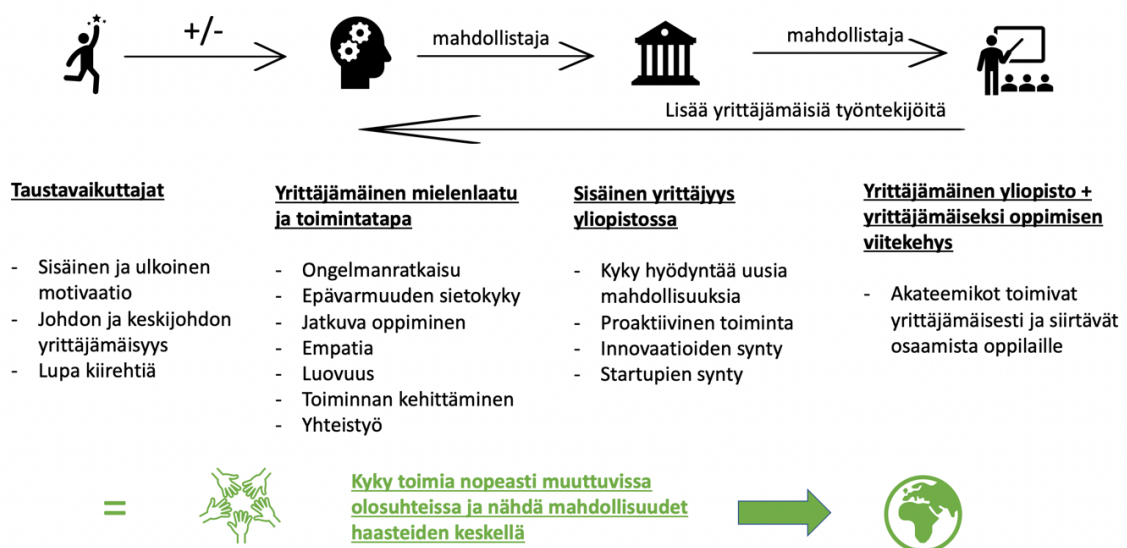 +/-
mahdollistaja
mahdollistaja
Lisää yrittäjämäisiä työntekijöitä
Taustavaikuttajat
- Sisäinen ja ulkoinen
motivaatio
- Johdon ja keskijohdon
yrittäjämäisyys
- Lupa kiirehtiä
Yrittäjämäinen mielenlaatu
ja toimintatapa
- Ongelmanratkaisu
- Epävarmuuden sietokyky
- Jatkuva oppiminen
- Empatia
- Luovuus
- Toiminnan kehittäminen
- Yhteistyö
Sisäinen yrittäjyys
yliopistossa
- Kyky hyödyntää uusia
mahdollisuuksia
- Proaktiivinen toiminta
- Innovaatioiden synty
- Startupien synty
Yrittäjämäinen yliopisto +
yrittäjämäiseksi oppimisen
viitekehys
- Akateemikot toimivat
yrittäjämäisesti ja siirtävät
osaamista oppilaille
=
Kyky toimia nopeasti muuttuvissa
olosuhteissa ja nähdä mahdollisuudet
haasteiden keskellä